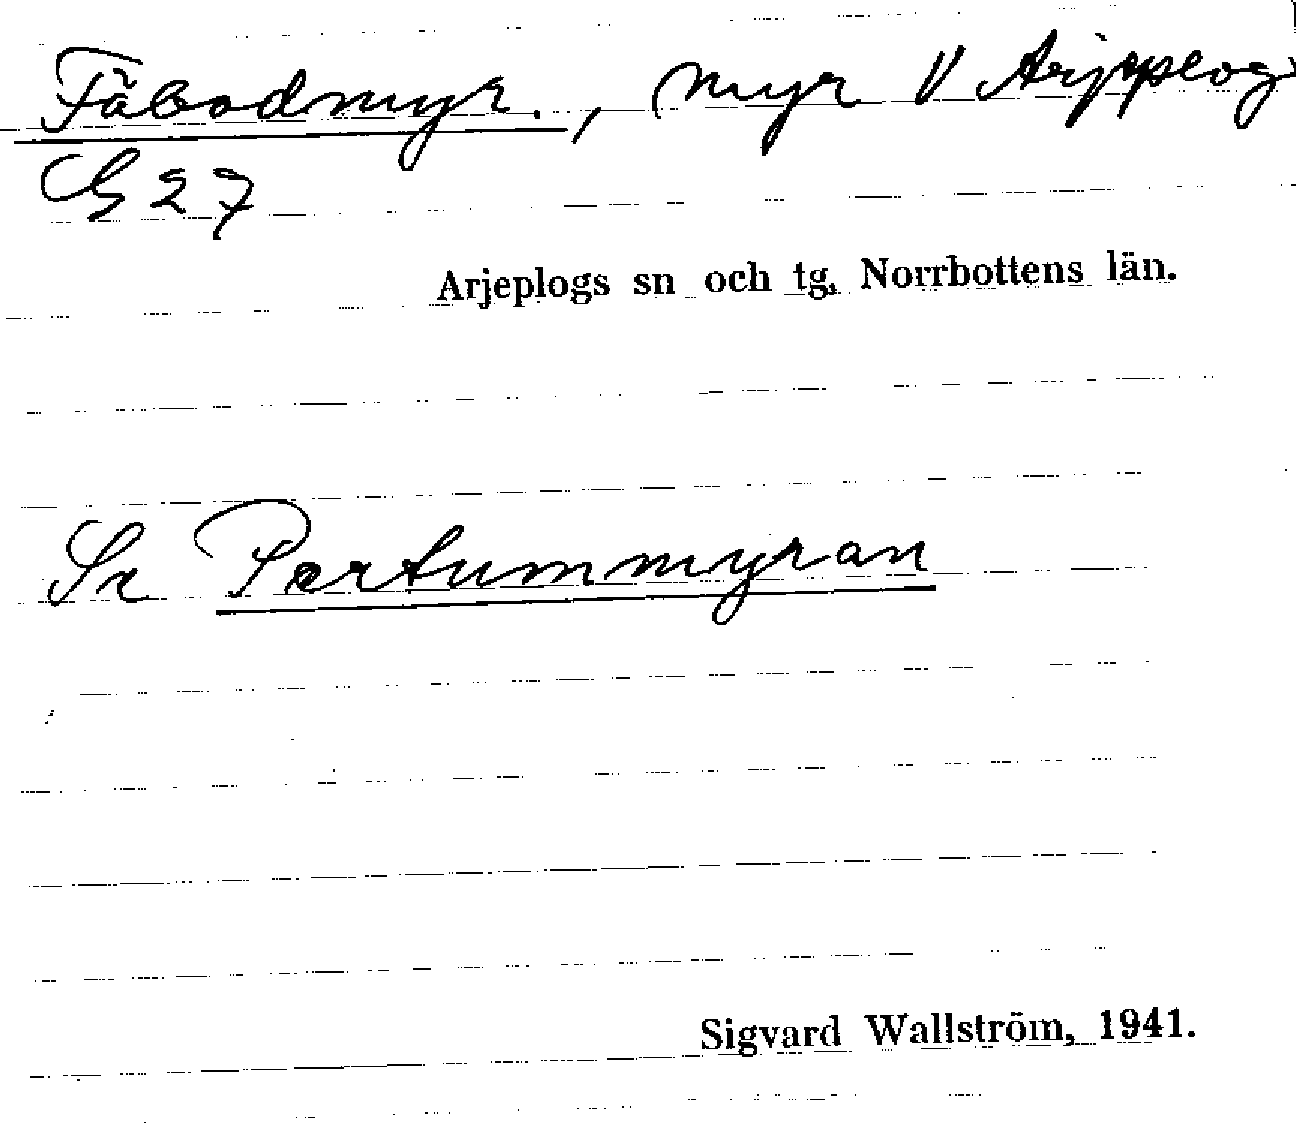 Fäbodmyr., myr V Arjeplog
G 27
Arjeplogs sn och tg. Norrbottens län.
Se Pertummyran
Sigvard Wallström, 1941.